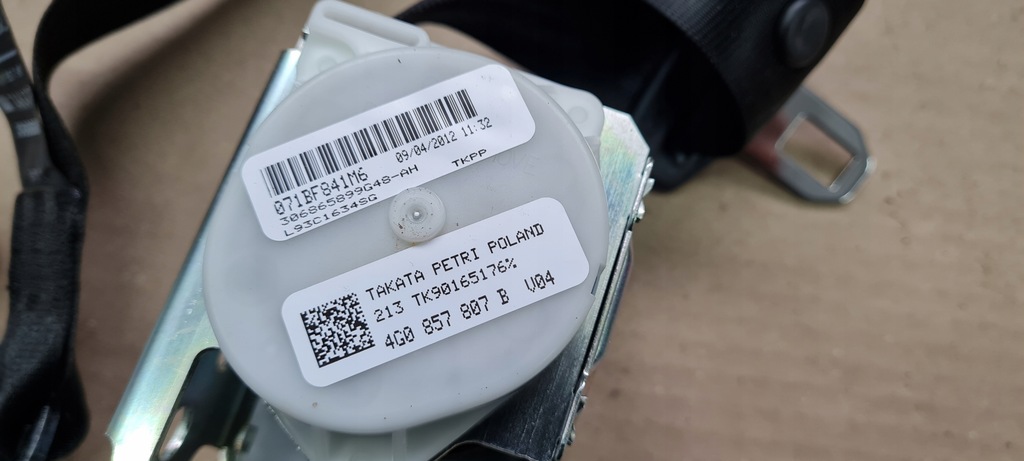 09/04/2012 11:32
071BF841M6 TKPP
306865899G48-AH
L93C1634SG
TAKATA PETRI POLAND
213 TK90165176%
4G0 857 807 B V04